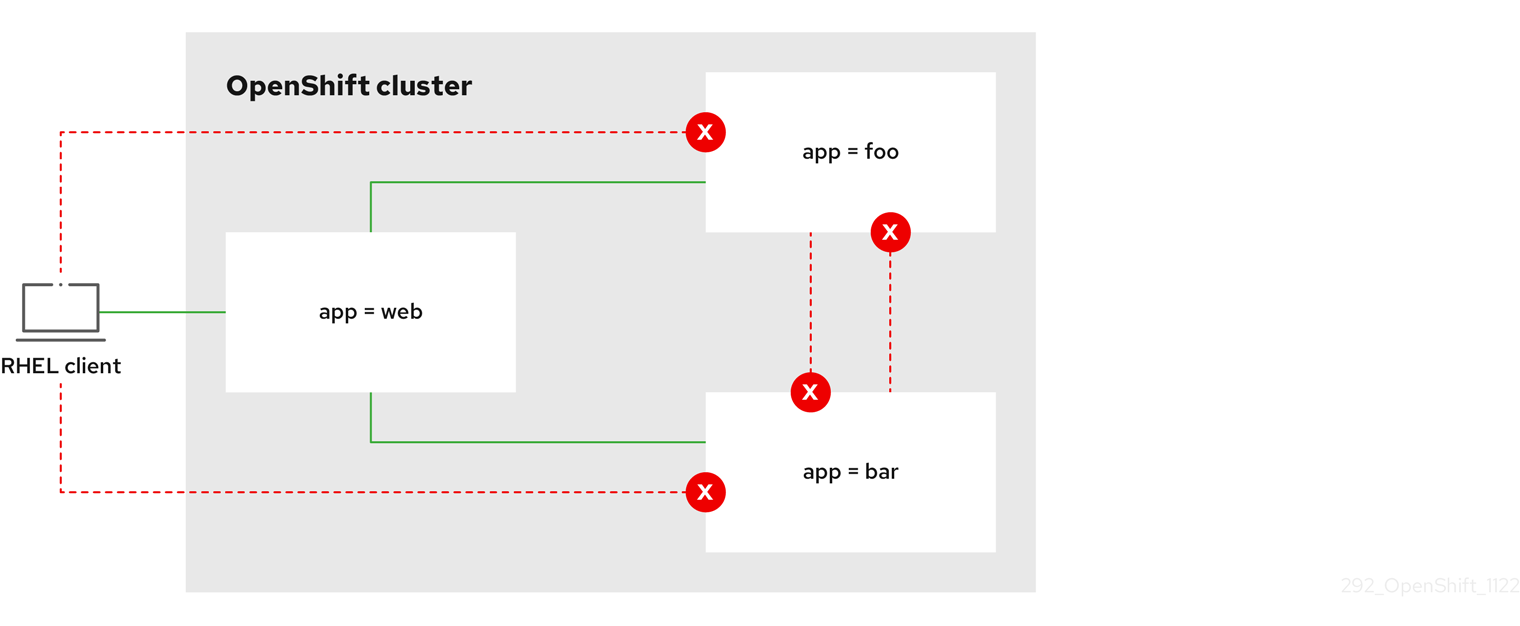 OpenShift cluster
X
app = foo
X
app = web
RHEL client
X
app = bar
X
292_OpenShift_1122